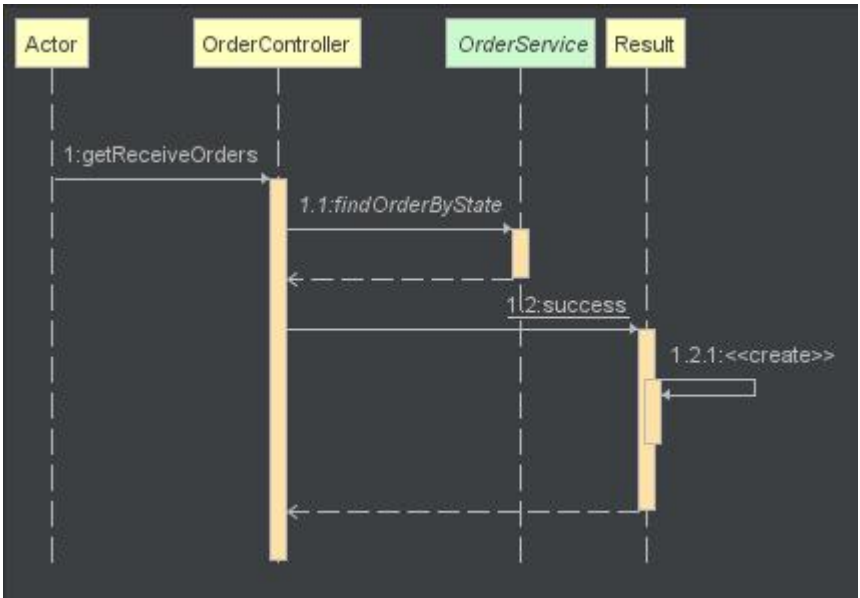 Actor
OrderController
OrderService
Result
1:getReceiveOrders
1.1:findOrderByState
1.2:success
1.2.1:<<create>>